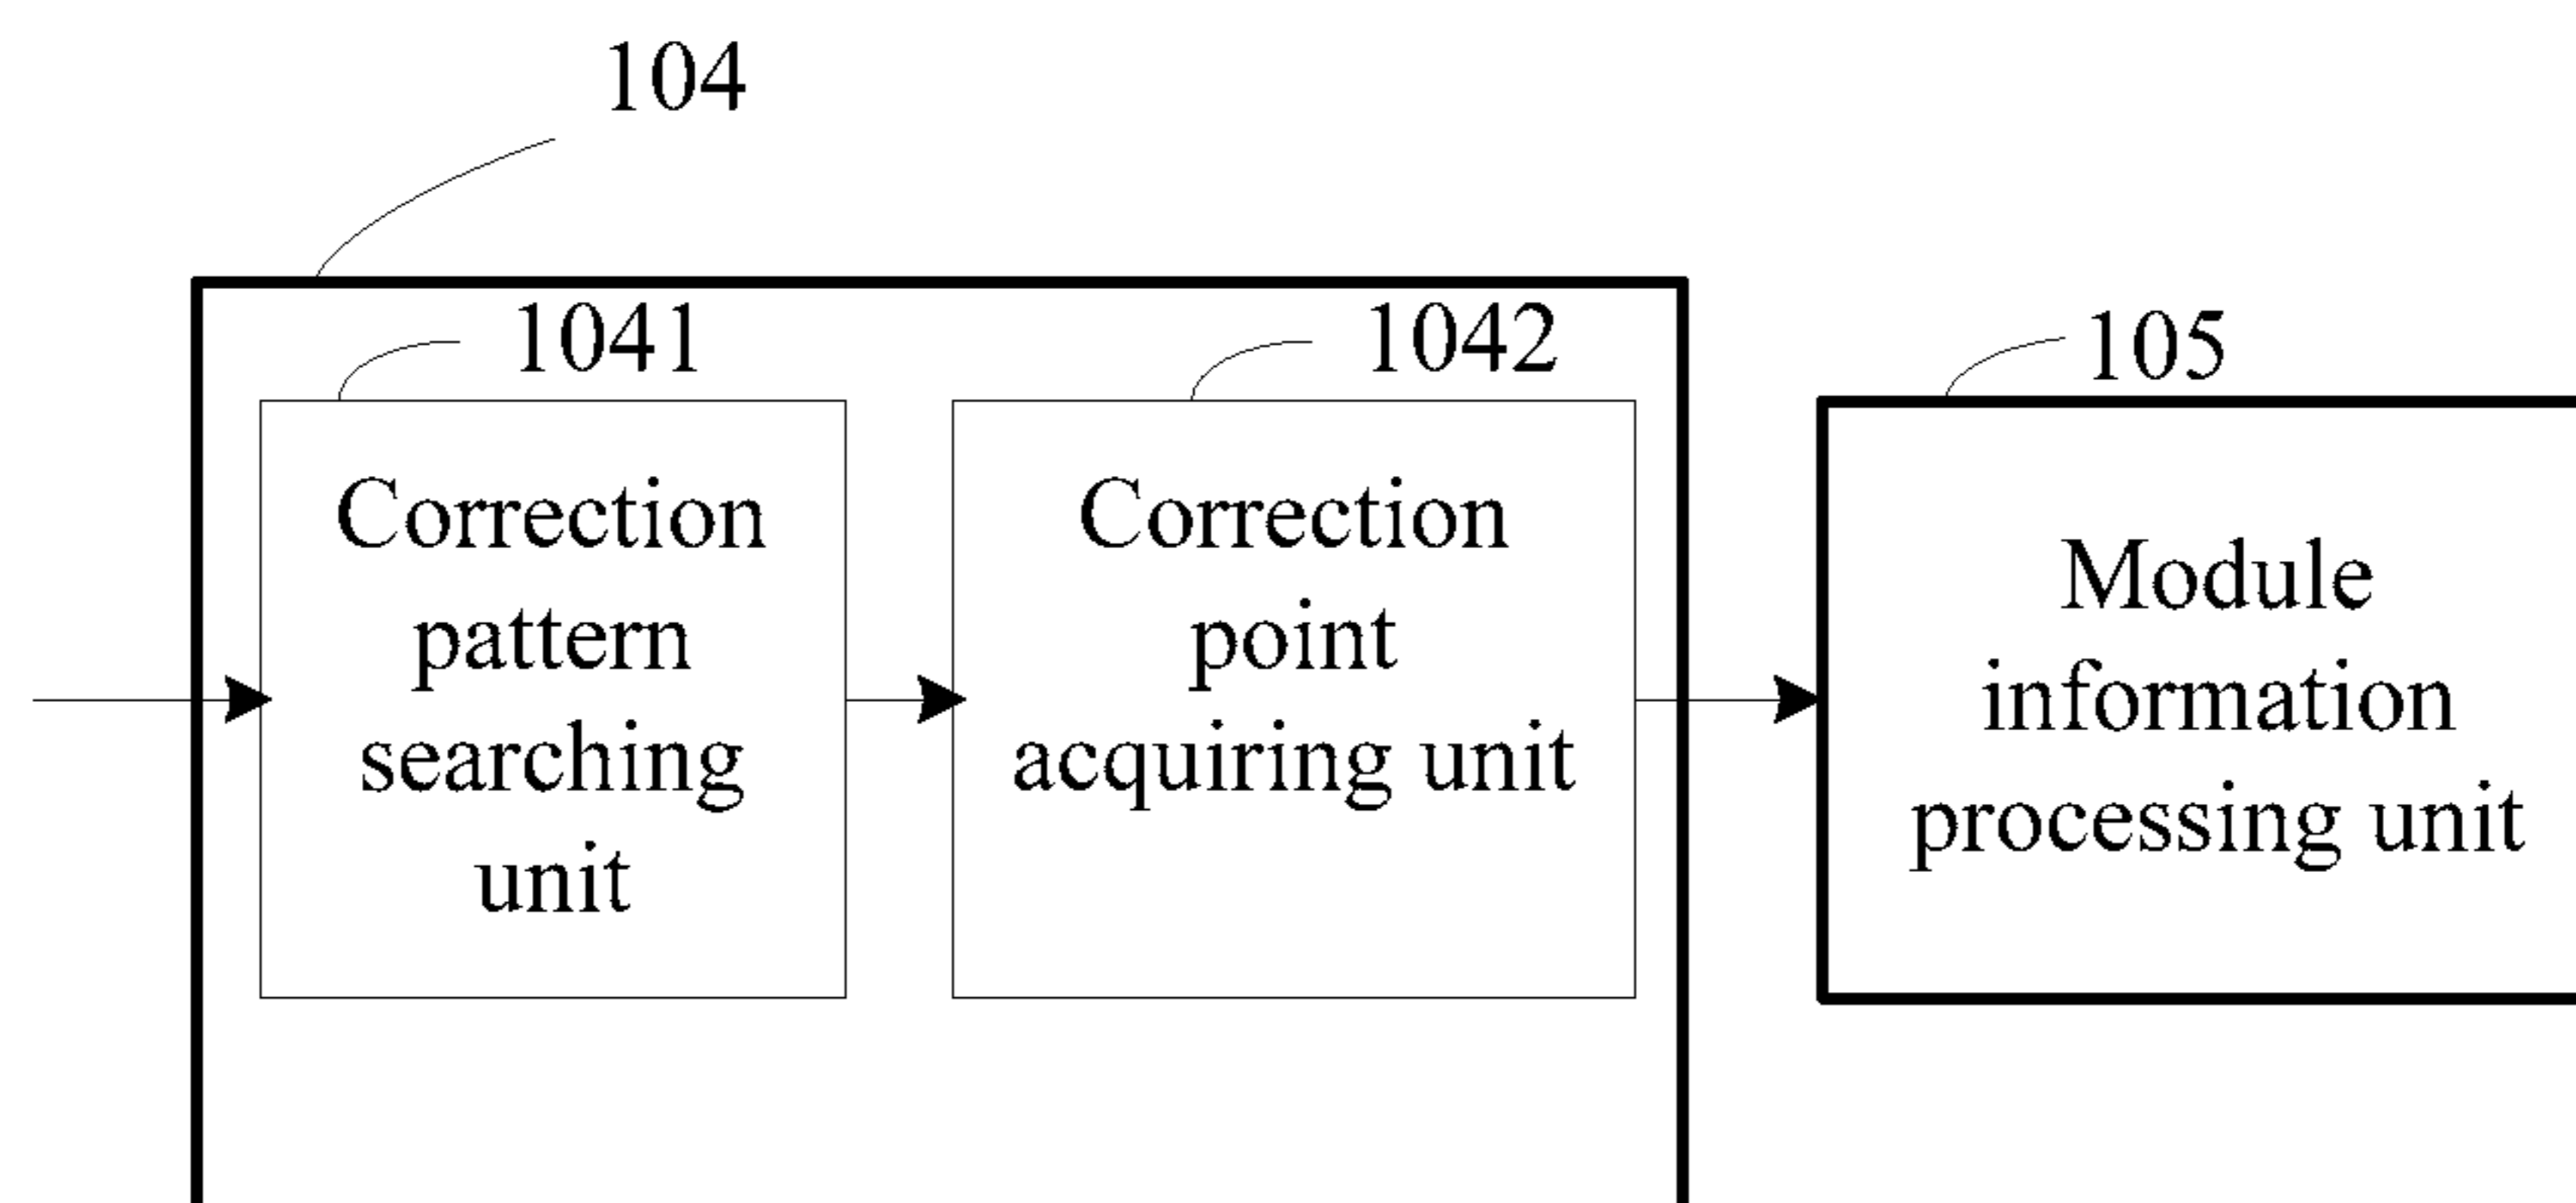 104
1041
1042
105
Correction
pattern
searching
unit
Correction
point
acquiring unit
Module
information
processing unit